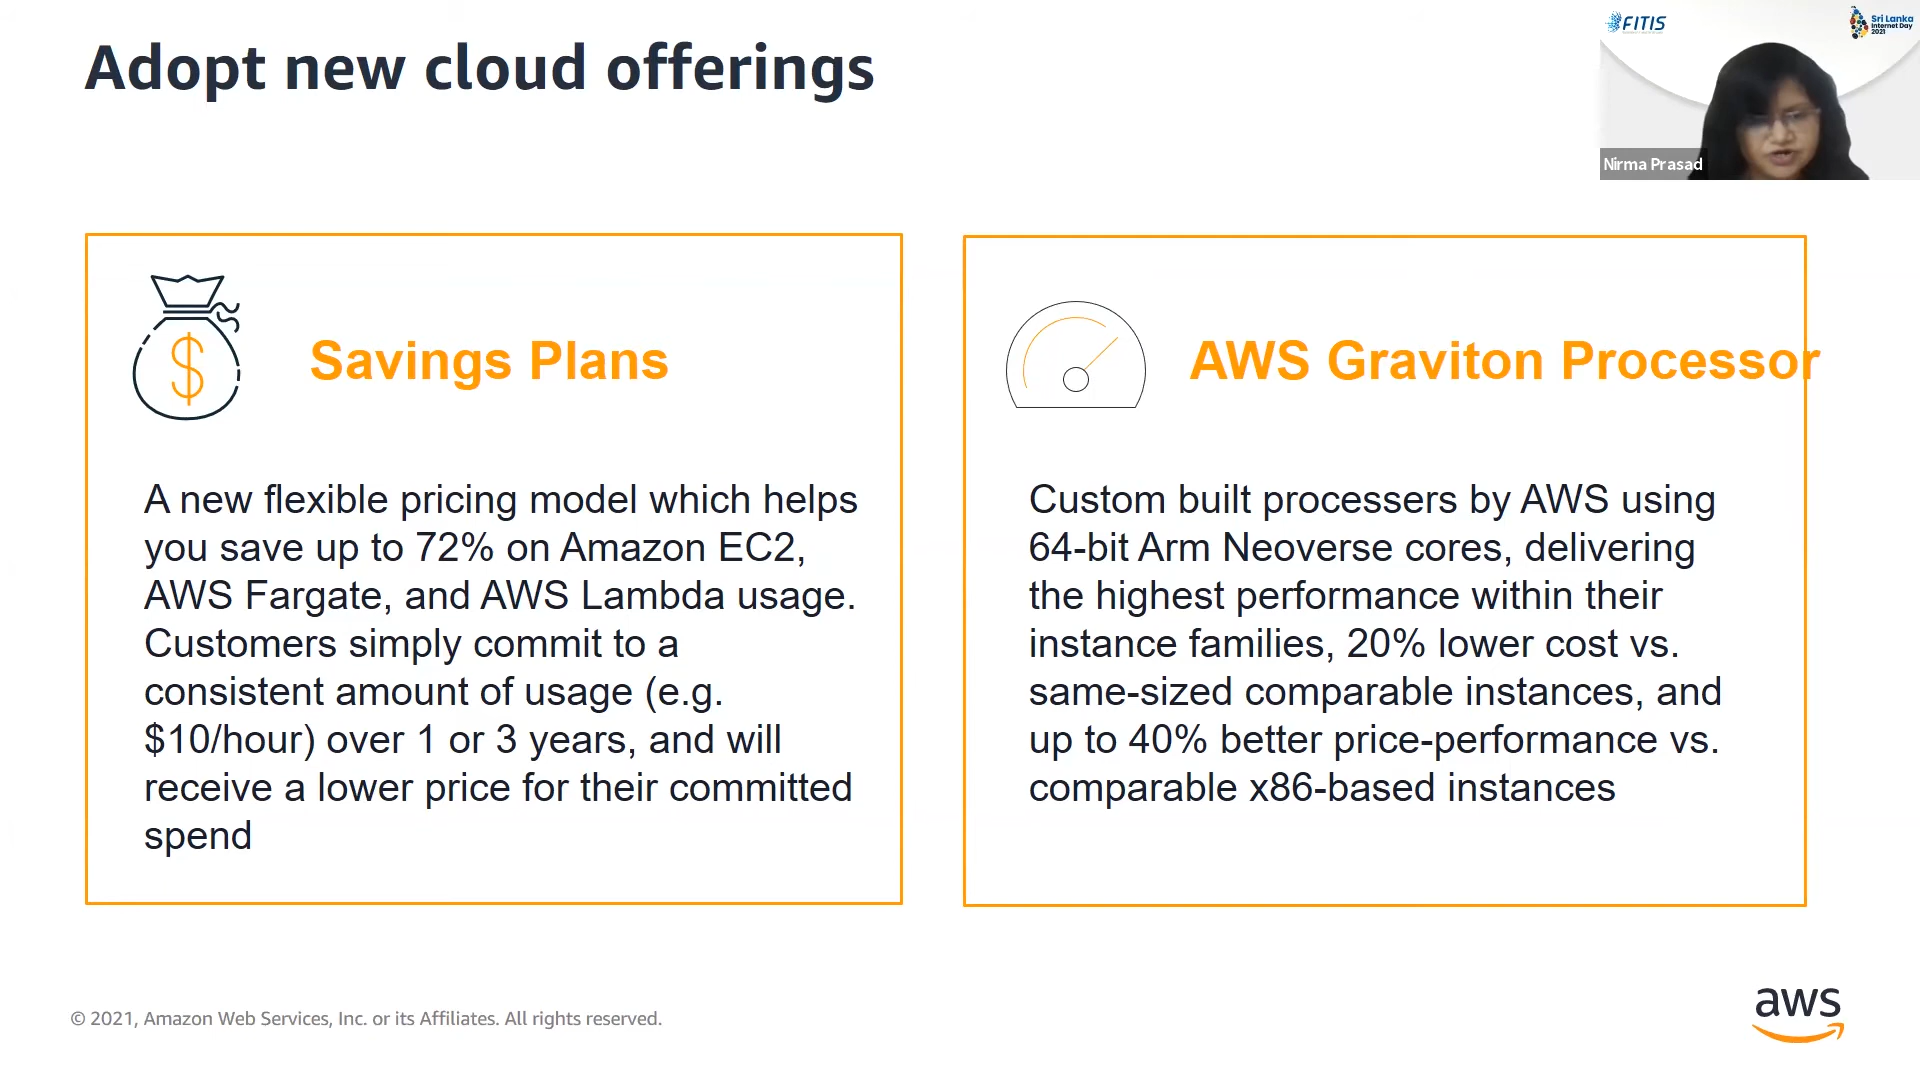 Adopt new cloud offerings
FITIS
Sri Lanka
Internet Day
2021
Nirma Prasad
$
Savings Plans
A new flexible pricing model which helps
you save up to 72% on Amazon EC2,
AWS Fargate, and AWS Lambda usage.
Customers simply commit to a
consistent amount of usage (e.g.
$10/hour) over 1 or 3 years, and will
receive a lower price for their committed
spend
AWS Graviton Processor
Custom built processers by AWS using
64-bit Arm Neoverse cores, delivering
the highest performance within their
instance families, 20% lower cost vs.
same-sized comparable instances, and
up to 40% better price-performance vs.
comparable x86-based instances
© 2021, Amazon Web Services, Inc. or its Affiliates. All rights reserved.
aws